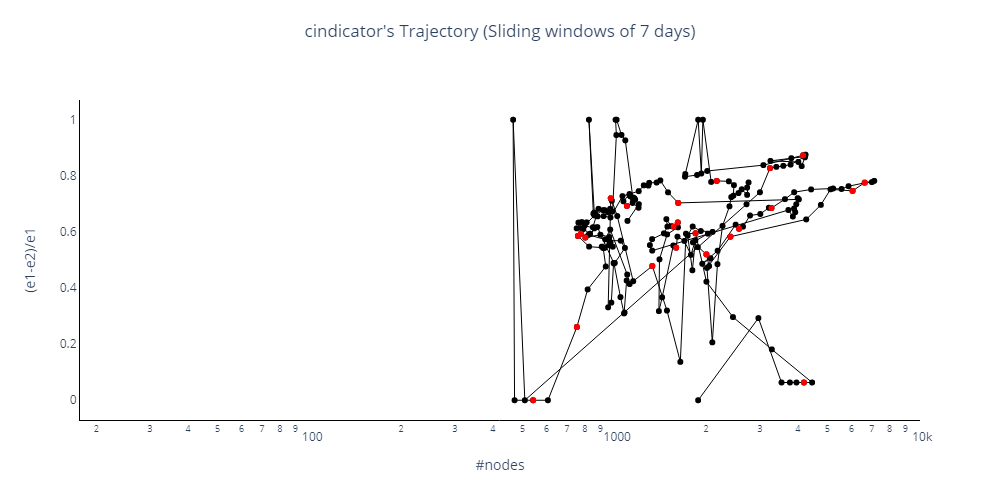 cindicator's Trajectory (Sliding windows of 7 days)
(e1-e2)/e1
1
0.8
0.6
0.4
0.2
0
2 3 4 5 6 7 8 9 100 2 3 4 5 6 7 8 9 1000 2 3 4 5 6 7 8 9 10k
#nodes